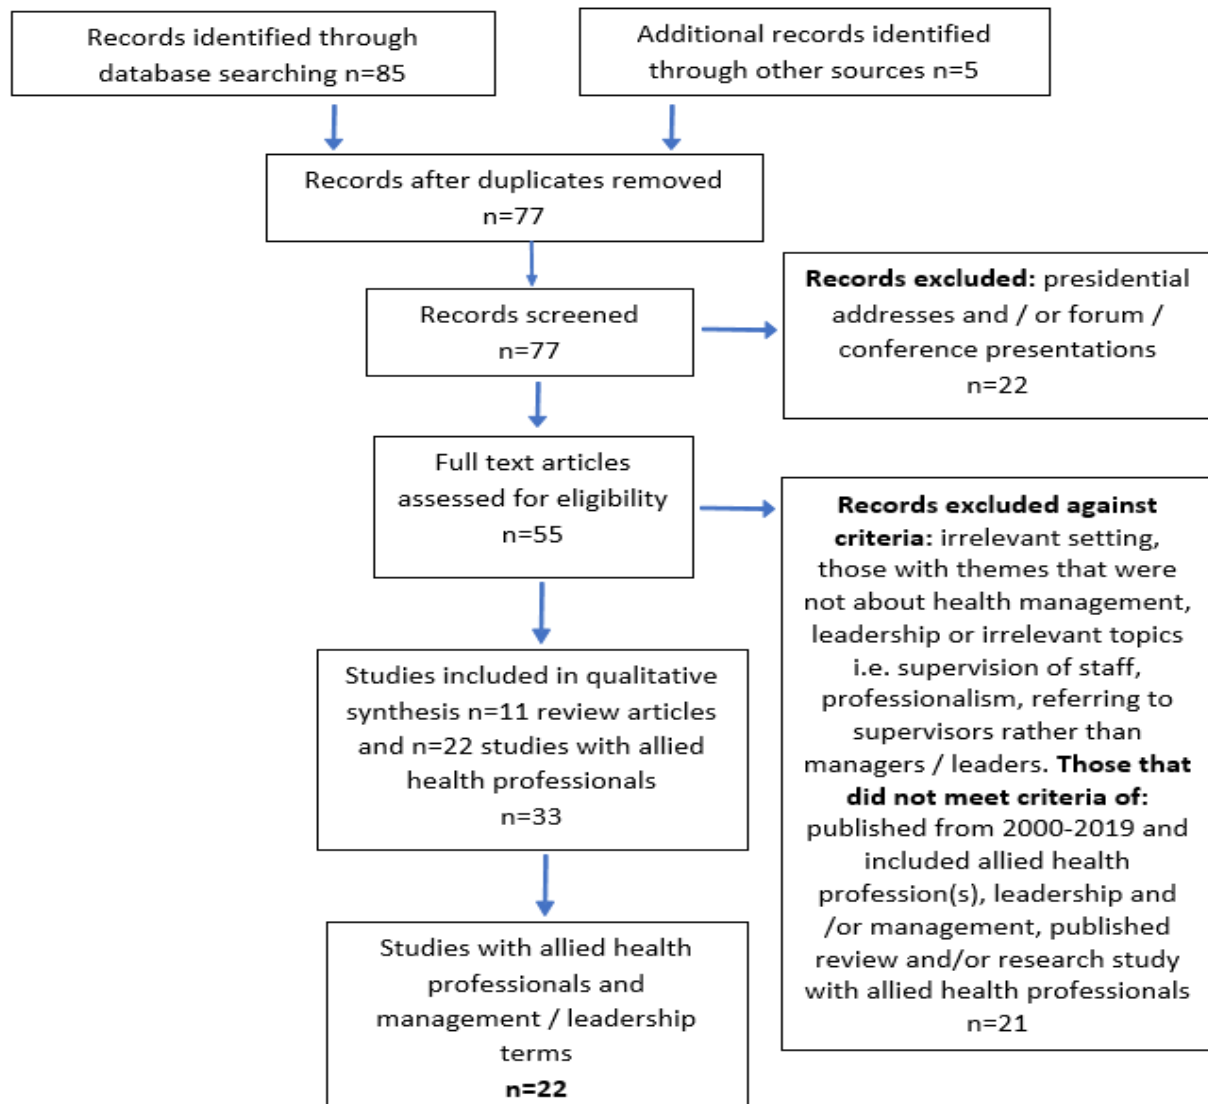 Records identified through
database searching n=85
Additional records identified
through other sources n=5
Records after duplicates removed
n=77
Records screened
n=77
Records excluded: presidential
addresses and / or forum /
conference presentations
n=22
Full text articles
assessed for eligibility
n=55
Records excluded against
criteria: irrelevant setting,
those with themes that were
not about health management,
leadership or irrelevant topics
i.e. supervision of staff,
professionalism, referring to
supervisors rather than
managers / leaders. Those that
did not meet criteria of:
published from 2000-2019 and
included allied health
profession(s), leadership and
/or management, published
review and/or research study
with allied health professionals
n=21
Studies included in qualitative
synthesis n=11 review articles
and n=22 studies with allied
health professionals
n=33
Studies with allied health
professionals and
management / leadership
terms
n=22